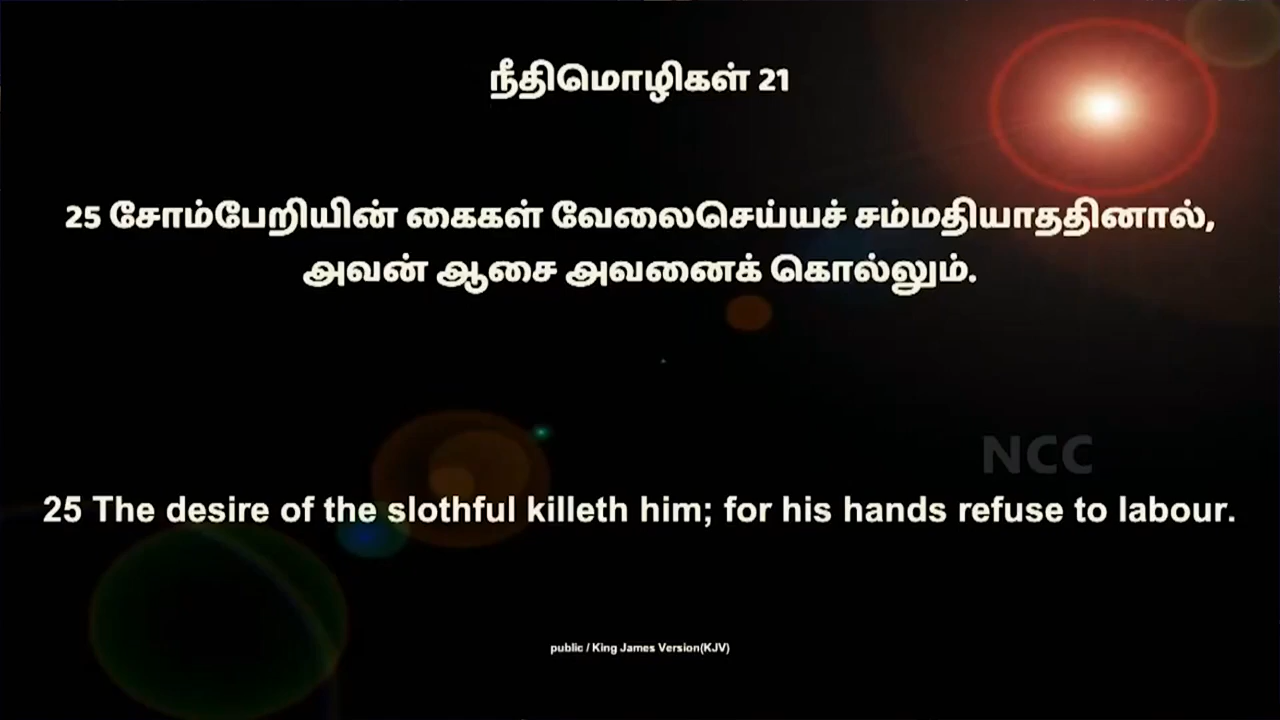 நீதிமொழிகள் 21
25 சோம்பேறியின் கைகள் வேலைசெய்யச் சம்மதியாததினால்,
அவன் ஆசை அவனைக் கொல்லும்.
NCC
25 The desire of the slothful killeth him; for his hands refuse to labour.
public / King James Version(KJV)